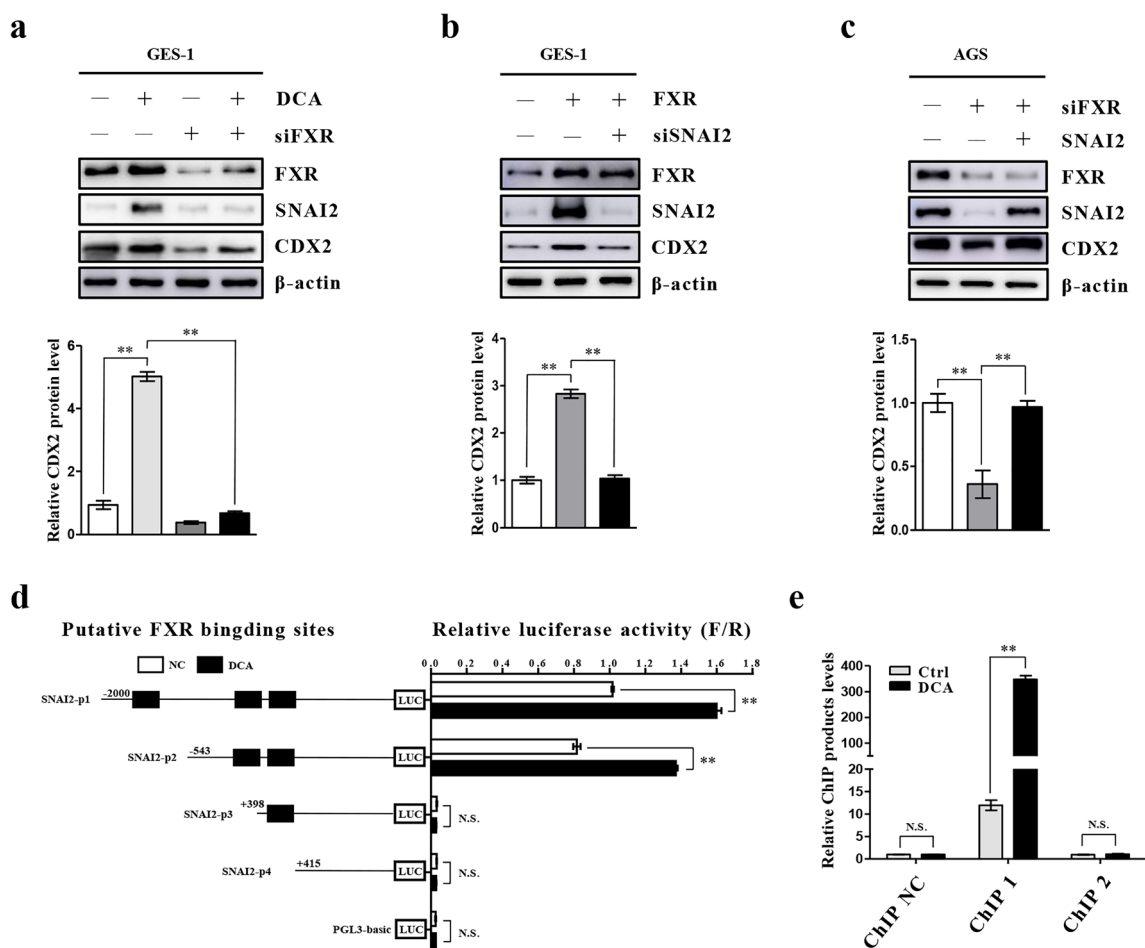 a
GES-1
— + — + DCA
— — + + siFXR
FXR
SNAI2
CDX2
β-actin
Relative CDX2 protein level
6
4
2
0
**
**
b
GES-1
— + + FXR
— — + siSNAI2
FXR
SNAI2
CDX2
β-actin
Relative CDX2 protein level
4
3
2
1
0
**
**
c
AGS
— + + siFXR
— — + SNAI2
FXR
SNAI2
CDX2
β-actin
Relative CDX2 protein level
1.5
1.0
0.5
0.0
**
**
d
Putative FXR bingding sites
Relative luciferase activity (F/R)
NC DCA
0.0 0.2 0.4 0.6 0.8 1.0 1.2 1.4 1.6 1.8
SNAI2-p1 -2000 LUC **
SNAI2-p2 -543 LUC **
SNAI2-p3 +398 LUC N.S.
SNAI2-p4 +415 LUC N.S.
PGL3-basic LUC N.S.
e
Relative ChIP products levels
Ctrl
DCA
400
300
200
100
20
15
10
5
0
N.S.
**
N.S.
ChIP NC
ChIP 1
ChIP 2